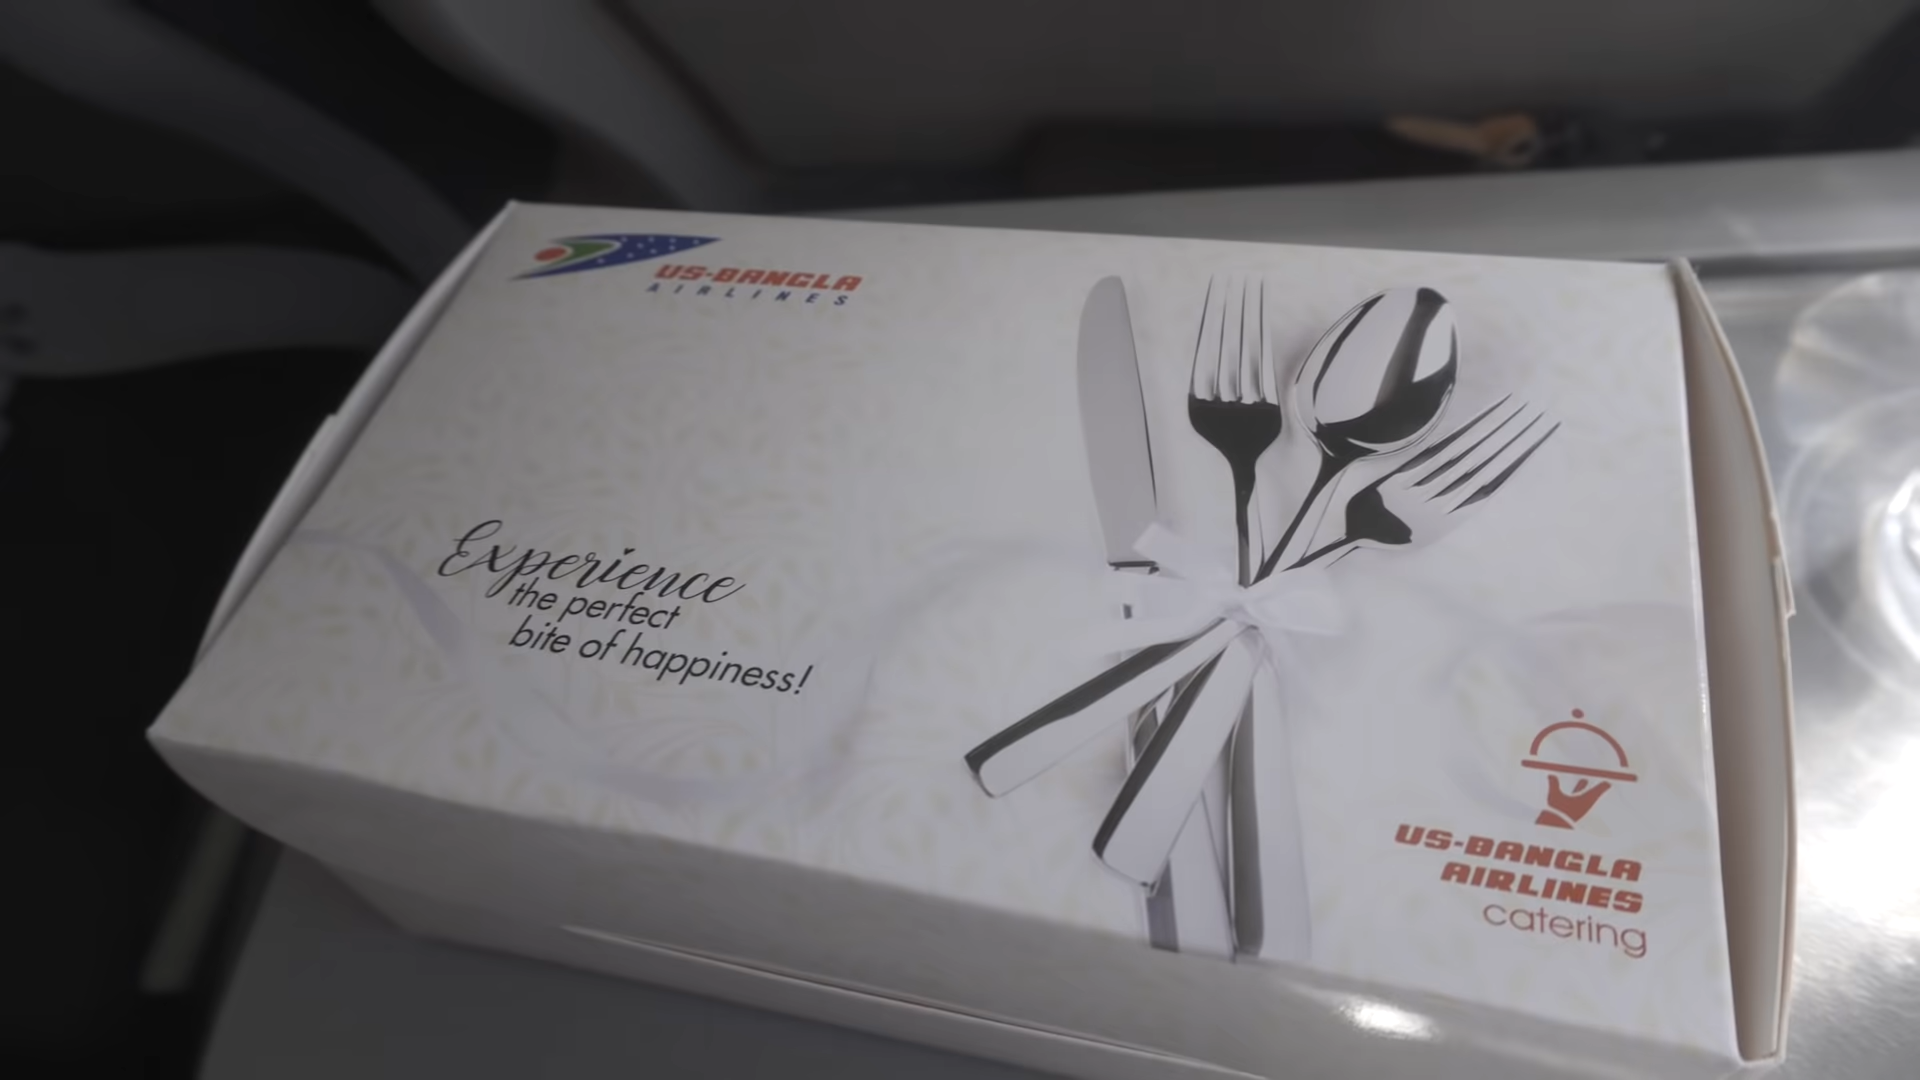 US-BANGLA
AIRLINES
Experience
the perfect
bite of happiness!
US-BANGLA
AIRLINES
catering